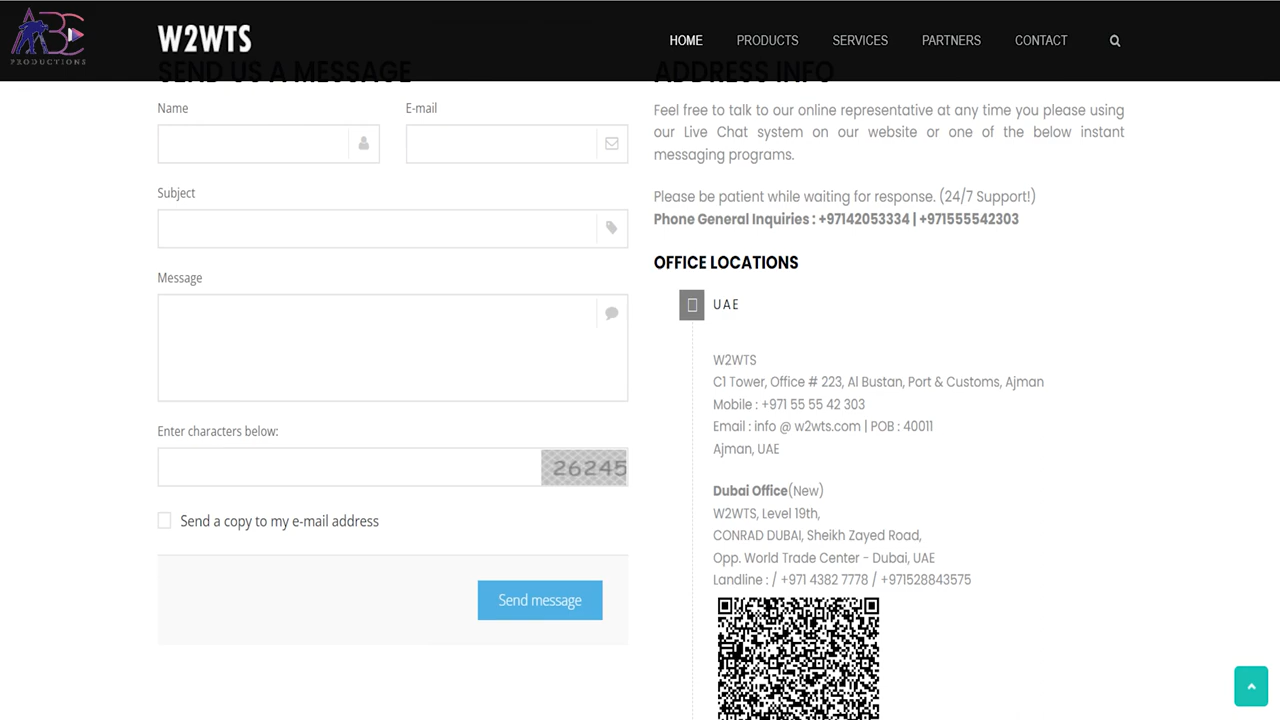 ABC
PRODUCTIONS
W2WTS
HOME
PRODUCTS
SERVICES
PARTNERS
CONTACT
SEND US A MESSAGE
Name
E-mail
Subject
Message
Enter characters below:
26245
Send a copy to my e-mail address
Send message
ADDRESS INFO
Feel free to talk to our online representative at any time you please using
our Live Chat system on our website or one of the below instant
messaging programs.
Please be patient while waiting for response. (24/7 Support!)
Phone General Inquiries : +97142053334 | +971555542303
OFFICE LOCATIONS
UAE
W2WTS
C1 Tower, Office # 223, Al Bustan, Port & Customs, Ajman
Mobile : +971 55 55 42 303
Email : info @ w2wts.com | POB : 40011
Ajman, UAE
Dubai Office(New)
W2WTS, Level 19th,
CONRAD DUBAI, Sheikh Zayed Road,
Opp. World Trade Center - Dubai, UAE
Landline : / +971 4382 7778 / +971528843575